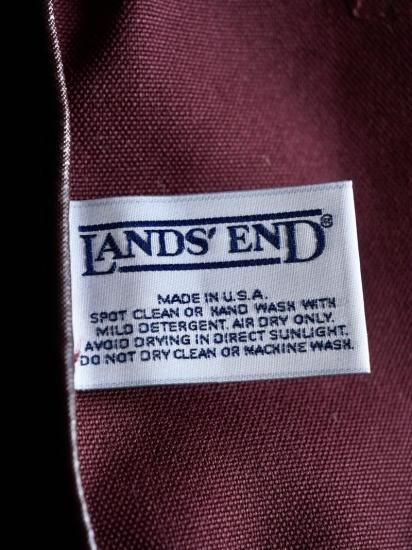 LANDS' END®
MADE IN U.S.A.
SPOT CLEAN OR HAND WASH WITH
MILD DETERGENT. AIR DRY ONLY.
AVOID DRYING IN DIRECT SUNLIGHT.
DO NOT DRY CLEAN OR MACHINE WASH.